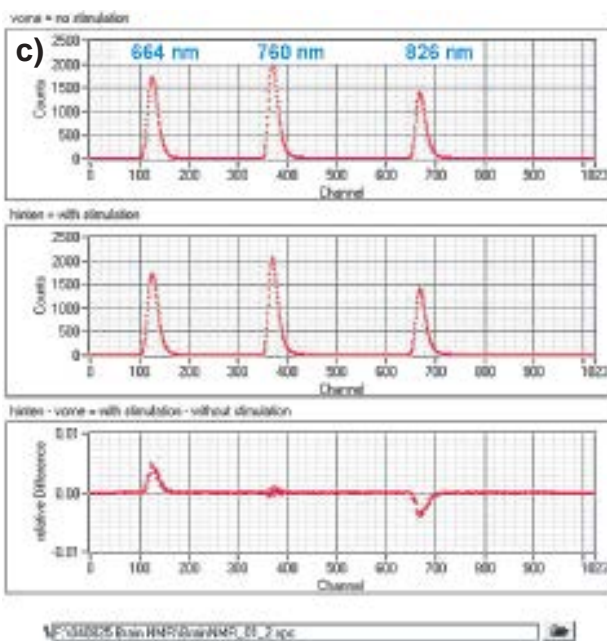 vorne = no stimulation
c) 664 nm 760 nm 826 nm
2500
2000
1500
1000
500
0
Counts
0 100 200 300 400 500 600 700 800 900 1023
Channel
hinten = with stimulation
2500
2000
1500
1000
500
0
Counts
0 100 200 300 400 500 600 700 800 900 1023
Channel
hinten - vorne = with stimulation - without stimulation
0.01
0.00
-0.01
relative Difference
0 100 200 300 400 500 600 700 800 900 1023
Channel